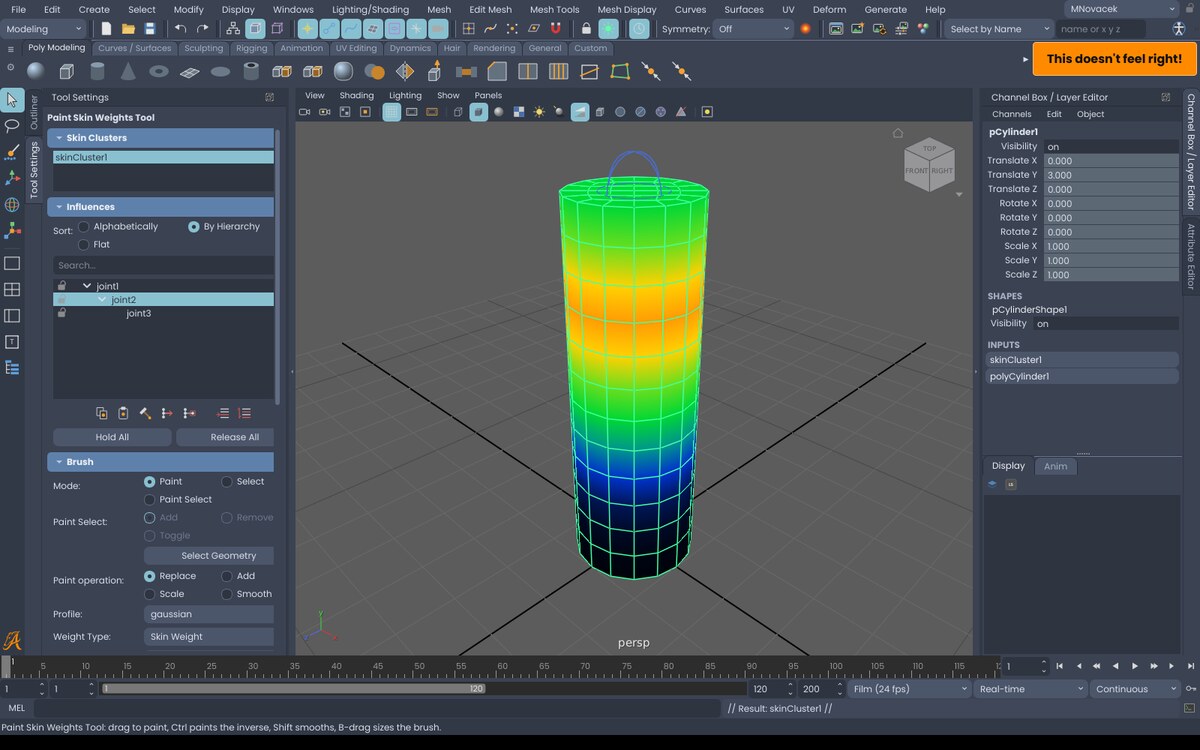 File Edit Create Select Modify Display Windows Lighting/Shading Mesh Edit Mesh Mesh Tools Mesh Display Curves Surfaces UV Deform Generate Help MNovacek
Modeling Symmetry: Off Select by Name name or x y z
Poly Modeling Curves / Surfaces Sculpting Rigging Animation UV Editing Dynamics Hair Rendering General Custom
This doesn't feel right!
Outliner
Tool Settings
Tool Settings
Paint Skin Weights Tool
Skin Clusters
skinCluster1
Influences
Sort: Alphabetically By Hierarchy
Flat
Search...
joint1
joint2
joint3
Hold All Release All
Brush
Mode: Paint Select
Paint Select
Paint Select: Add Remove
Toggle
Select Geometry
Paint operation: Replace Add
Scale Smooth
Profile: gaussian
Weight Type: Skin Weight
View Shading Lighting Show Panels
TOP
FRONT RIGHT
y
persp
Channel Box / Layer Editor
Channels Edit Object
pCylinder1
Visibility on
Translate X 0.000
Translate Y 3.000
Translate Z 0.000
Rotate X 0.000
Rotate Y 0.000
Rotate Z 0.000
Scale X 1.000
Scale Y 1.000
Scale Z 1.000
SHAPES
pCylinderShape1
Visibility on
INPUTS
skinCluster1
polyCylinder1
Display Anim
Channel Box / Layer Editor
Attribute Editor
1 5 10 15 20 25 30 35 40 45 50 55 60 65 70 75 80 85 90 95 100 105 110 115 1
1 1 1 120 120 200 Film (24 fps) Real-time Continuous
MEL // Result: skinCluster1 //
Paint Skin Weights Tool: drag to paint, Ctrl paints the inverse, Shift smooths, B-drag sizes the brush.